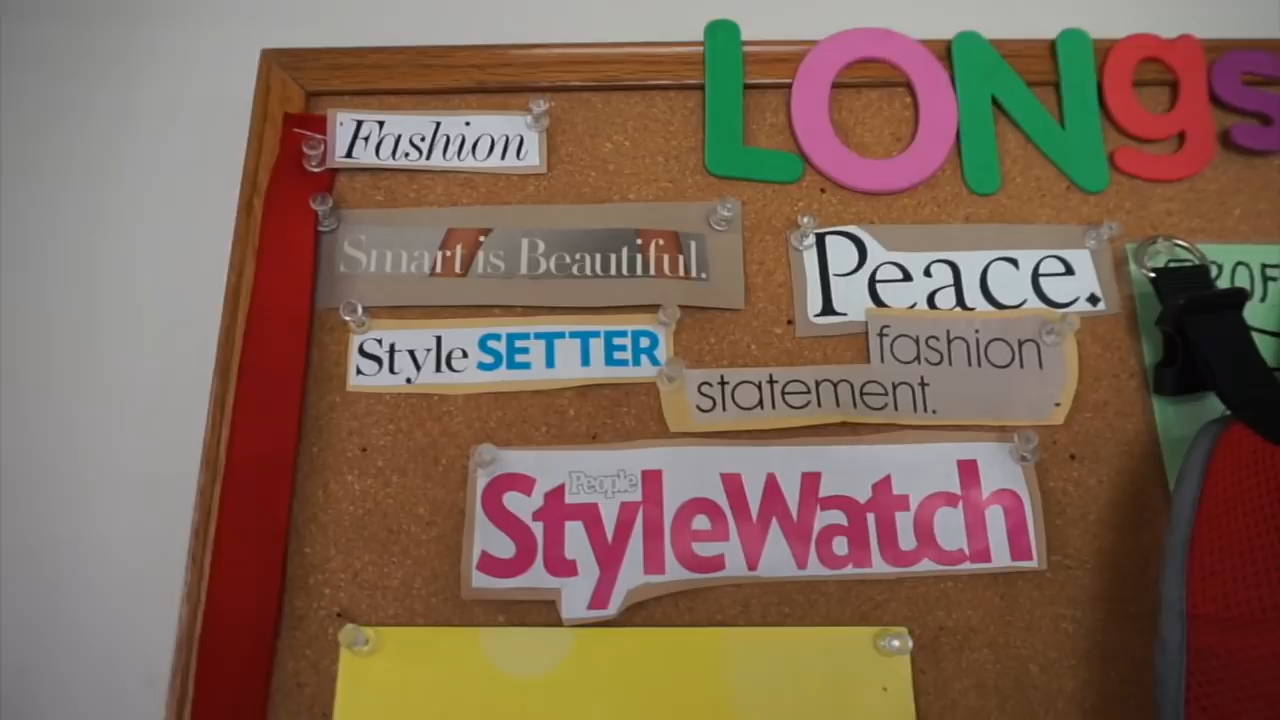 LONgs
Fashion
Smart is Beautiful.
Peace.
Style SETTER
fashion
statement.
People
StyleWatch